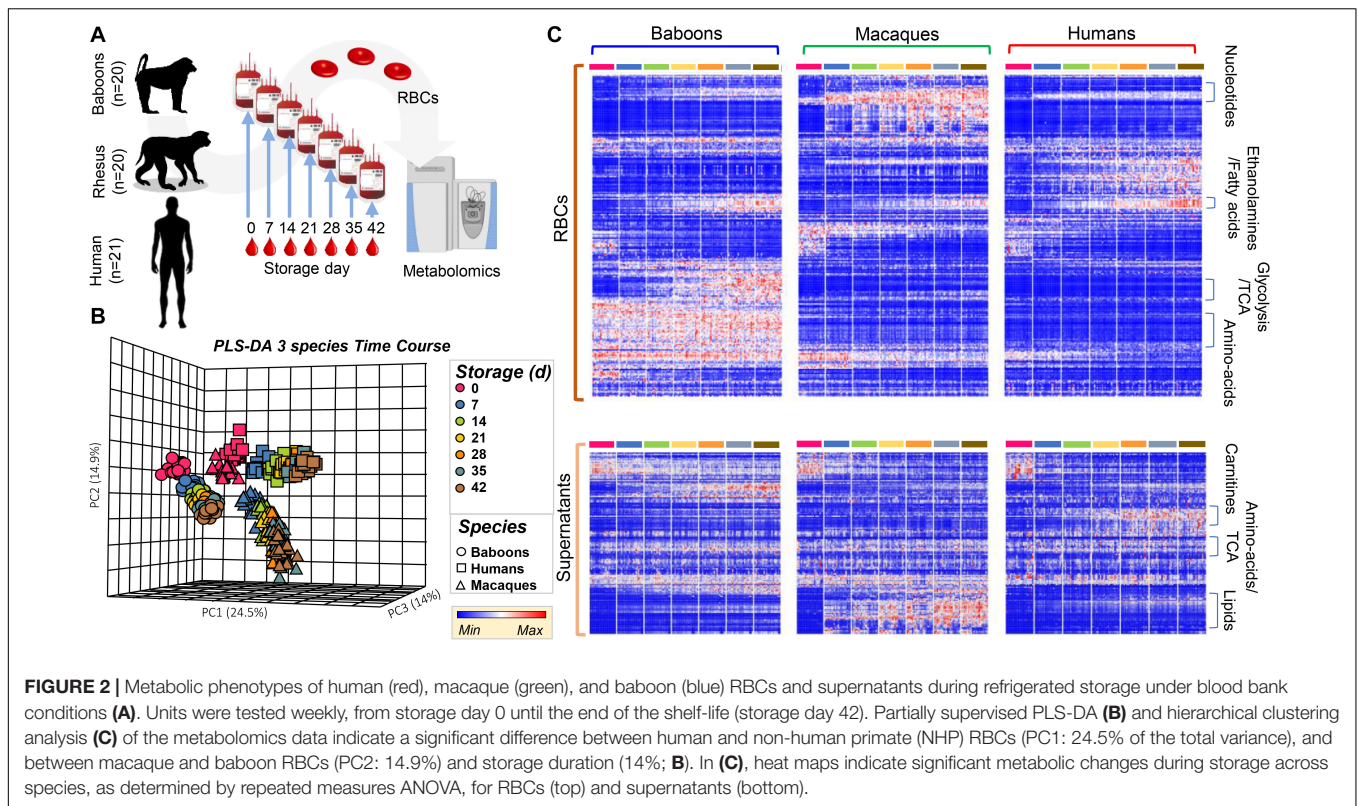 A
Baboons
(n=20)
Rhesus
(n=20)
Human
(n=21)
RBCs
0 7 14 21 28 35 42
Storage day
Metabolomics
B
PLS-DA 3 species Time Course
PC2 (14.9%)
PC1 (24.5%)
PC3 (14%)
Storage (d)
0
7
14
21
28
35
42
Species
Baboons
Humans
Macaques
Min Max
C
Baboons Macaques Humans
RBCs
Nucleotides
Ethanolamines
/Fatty acids
Glycolysis
/TCA
Amino-acids
Supernatants
Carnitines
TCA
Amino-acids/
Lipids
FIGURE 2 | Metabolic phenotypes of human (red), macaque (green), and baboon (blue) RBCs and supernatants during refrigerated storage under blood bank
conditions (A). Units were tested weekly, from storage day 0 until the end of the shelf-life (storage day 42). Partially supervised PLS-DA (B) and hierarchical clustering
analysis (C) of the metabolomics data indicate a significant difference between human and non-human primate (NHP) RBCs (PC1: 24.5% of the total variance), and
between macaque and baboon RBCs (PC2: 14.9%) and storage duration (14%; B). In (C), heat maps indicate significant metabolic changes during storage across
species, as determined by repeated measures ANOVA, for RBCs (top) and supernatants (bottom).